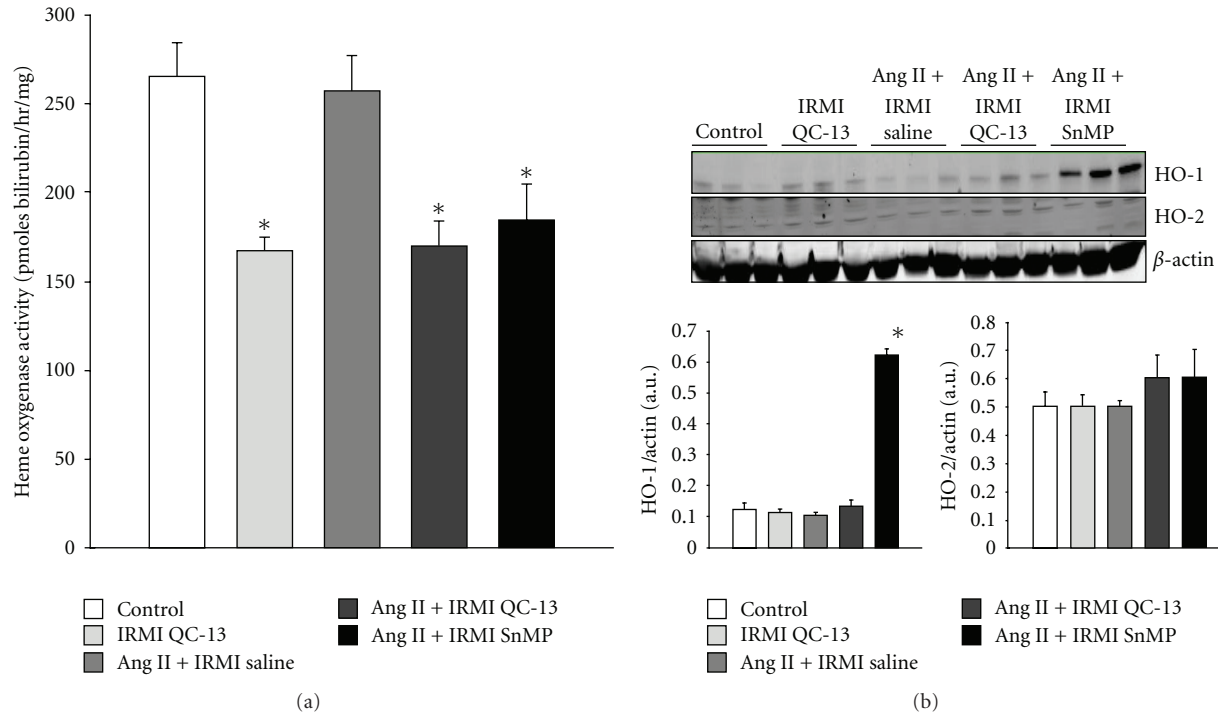 Heme oxygenase activity (pmoles bilirubin/hr/mg)
300
250
200
150
100
50
0
*
*
*
Control
IRMI QC-13
Ang II + IRMI saline
Ang II + IRMI QC-13
Ang II + IRMI SnMP
(a)
Control
IRMI
QC-13
Ang II +
IRMI
saline
Ang II +
IRMI
QC-13
Ang II +
IRMI
SnMP
HO-1
HO-2
β-actin
HO-1/actin (a.u.)
0.7
0.6
0.5
0.4
0.3
0.2
0.1
0
*
HO-2/actin (a.u.)
0.8
0.7
0.6
0.5
0.4
0.3
0.2
0.1
0
Control
IRMI QC-13
Ang II + IRMI saline
Ang II + IRMI QC-13
Ang II + IRMI SnMP
(b)